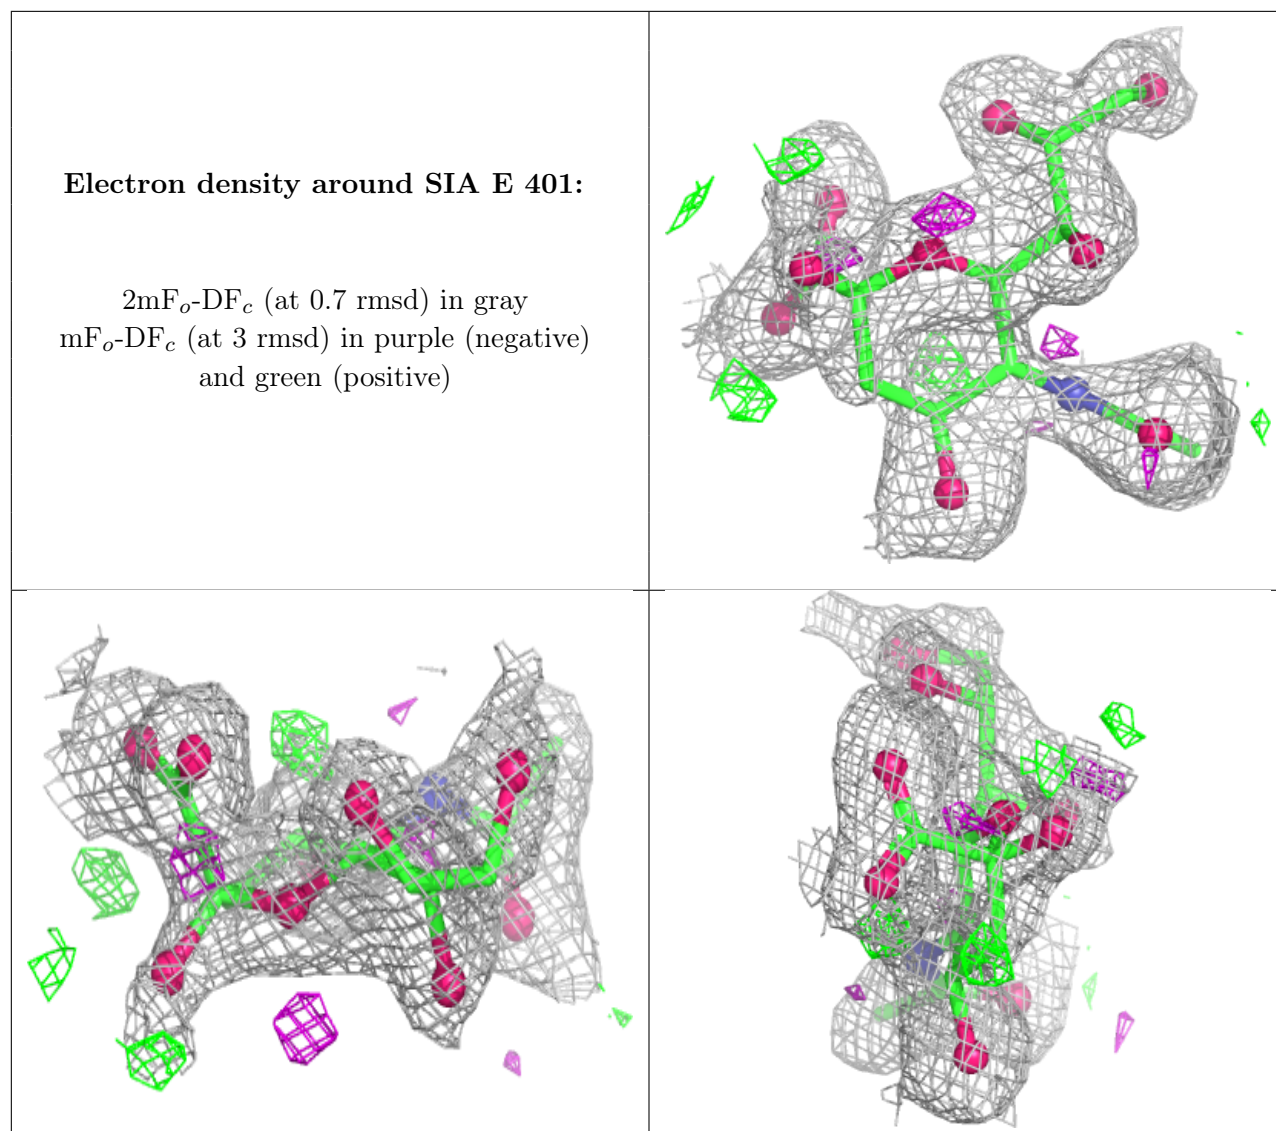 Electron density around SIA E 401:
2mFo-DFc (at 0.7 rmsd) in gray
mFo-DFc (at 3 rmsd) in purple (negative)
and green (positive)